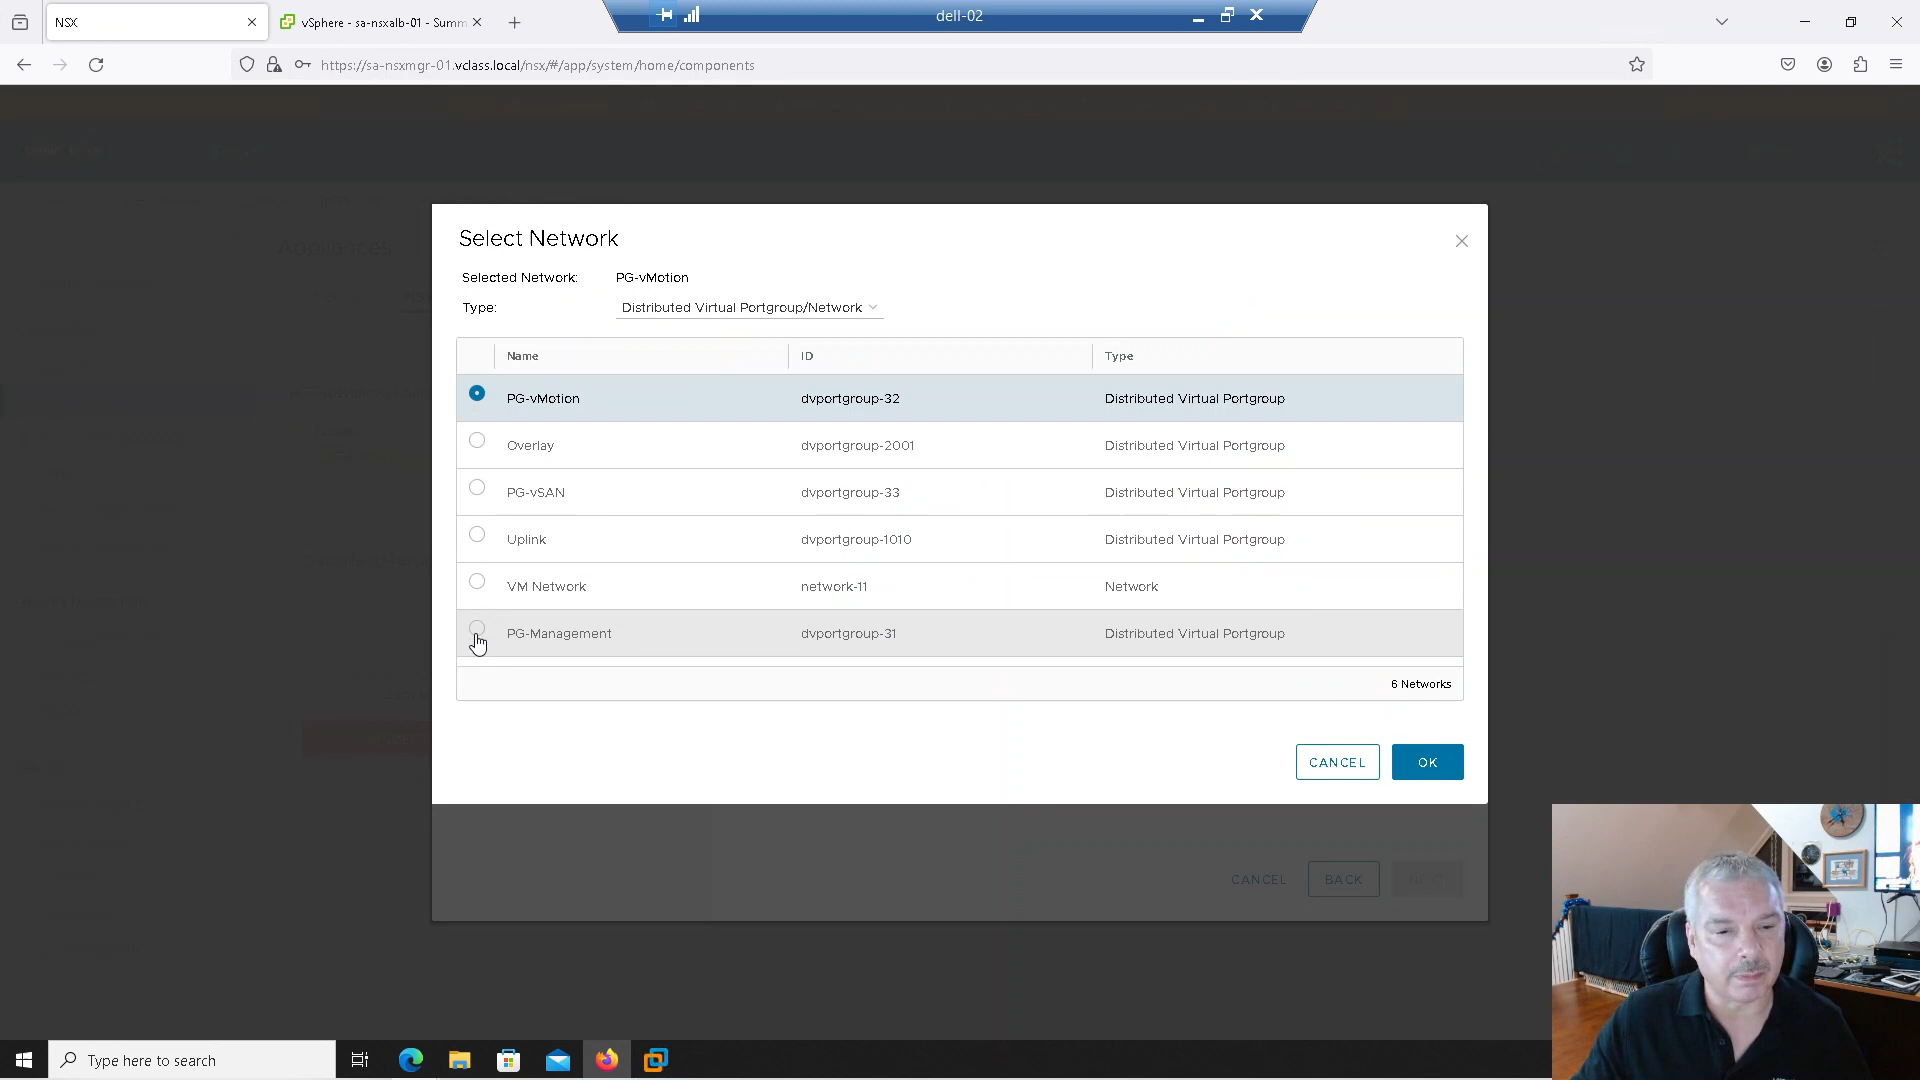 NSX
vSphere - sa-nsxalb-01 - Summ
dell-02
https://sa-nsxmgr-01.vclass.local/nsx/#/app/system/home/components
Appliances
Select Network
Selected Network: PG-vMotion
Type: Distributed Virtual Portgroup/Network
Name ID Type
PG-vMotion dvportgroup-32 Distributed Virtual Portgroup
Overlay dvportgroup-2001 Distributed Virtual Portgroup
PG-vSAN dvportgroup-33 Distributed Virtual Portgroup
Uplink dvportgroup-1010 Distributed Virtual Portgroup
VM Network network-11 Network
PG-Management dvportgroup-31 Distributed Virtual Portgroup
6 Networks
CANCEL OK
CANCEL BACK NEXT
Type here to search